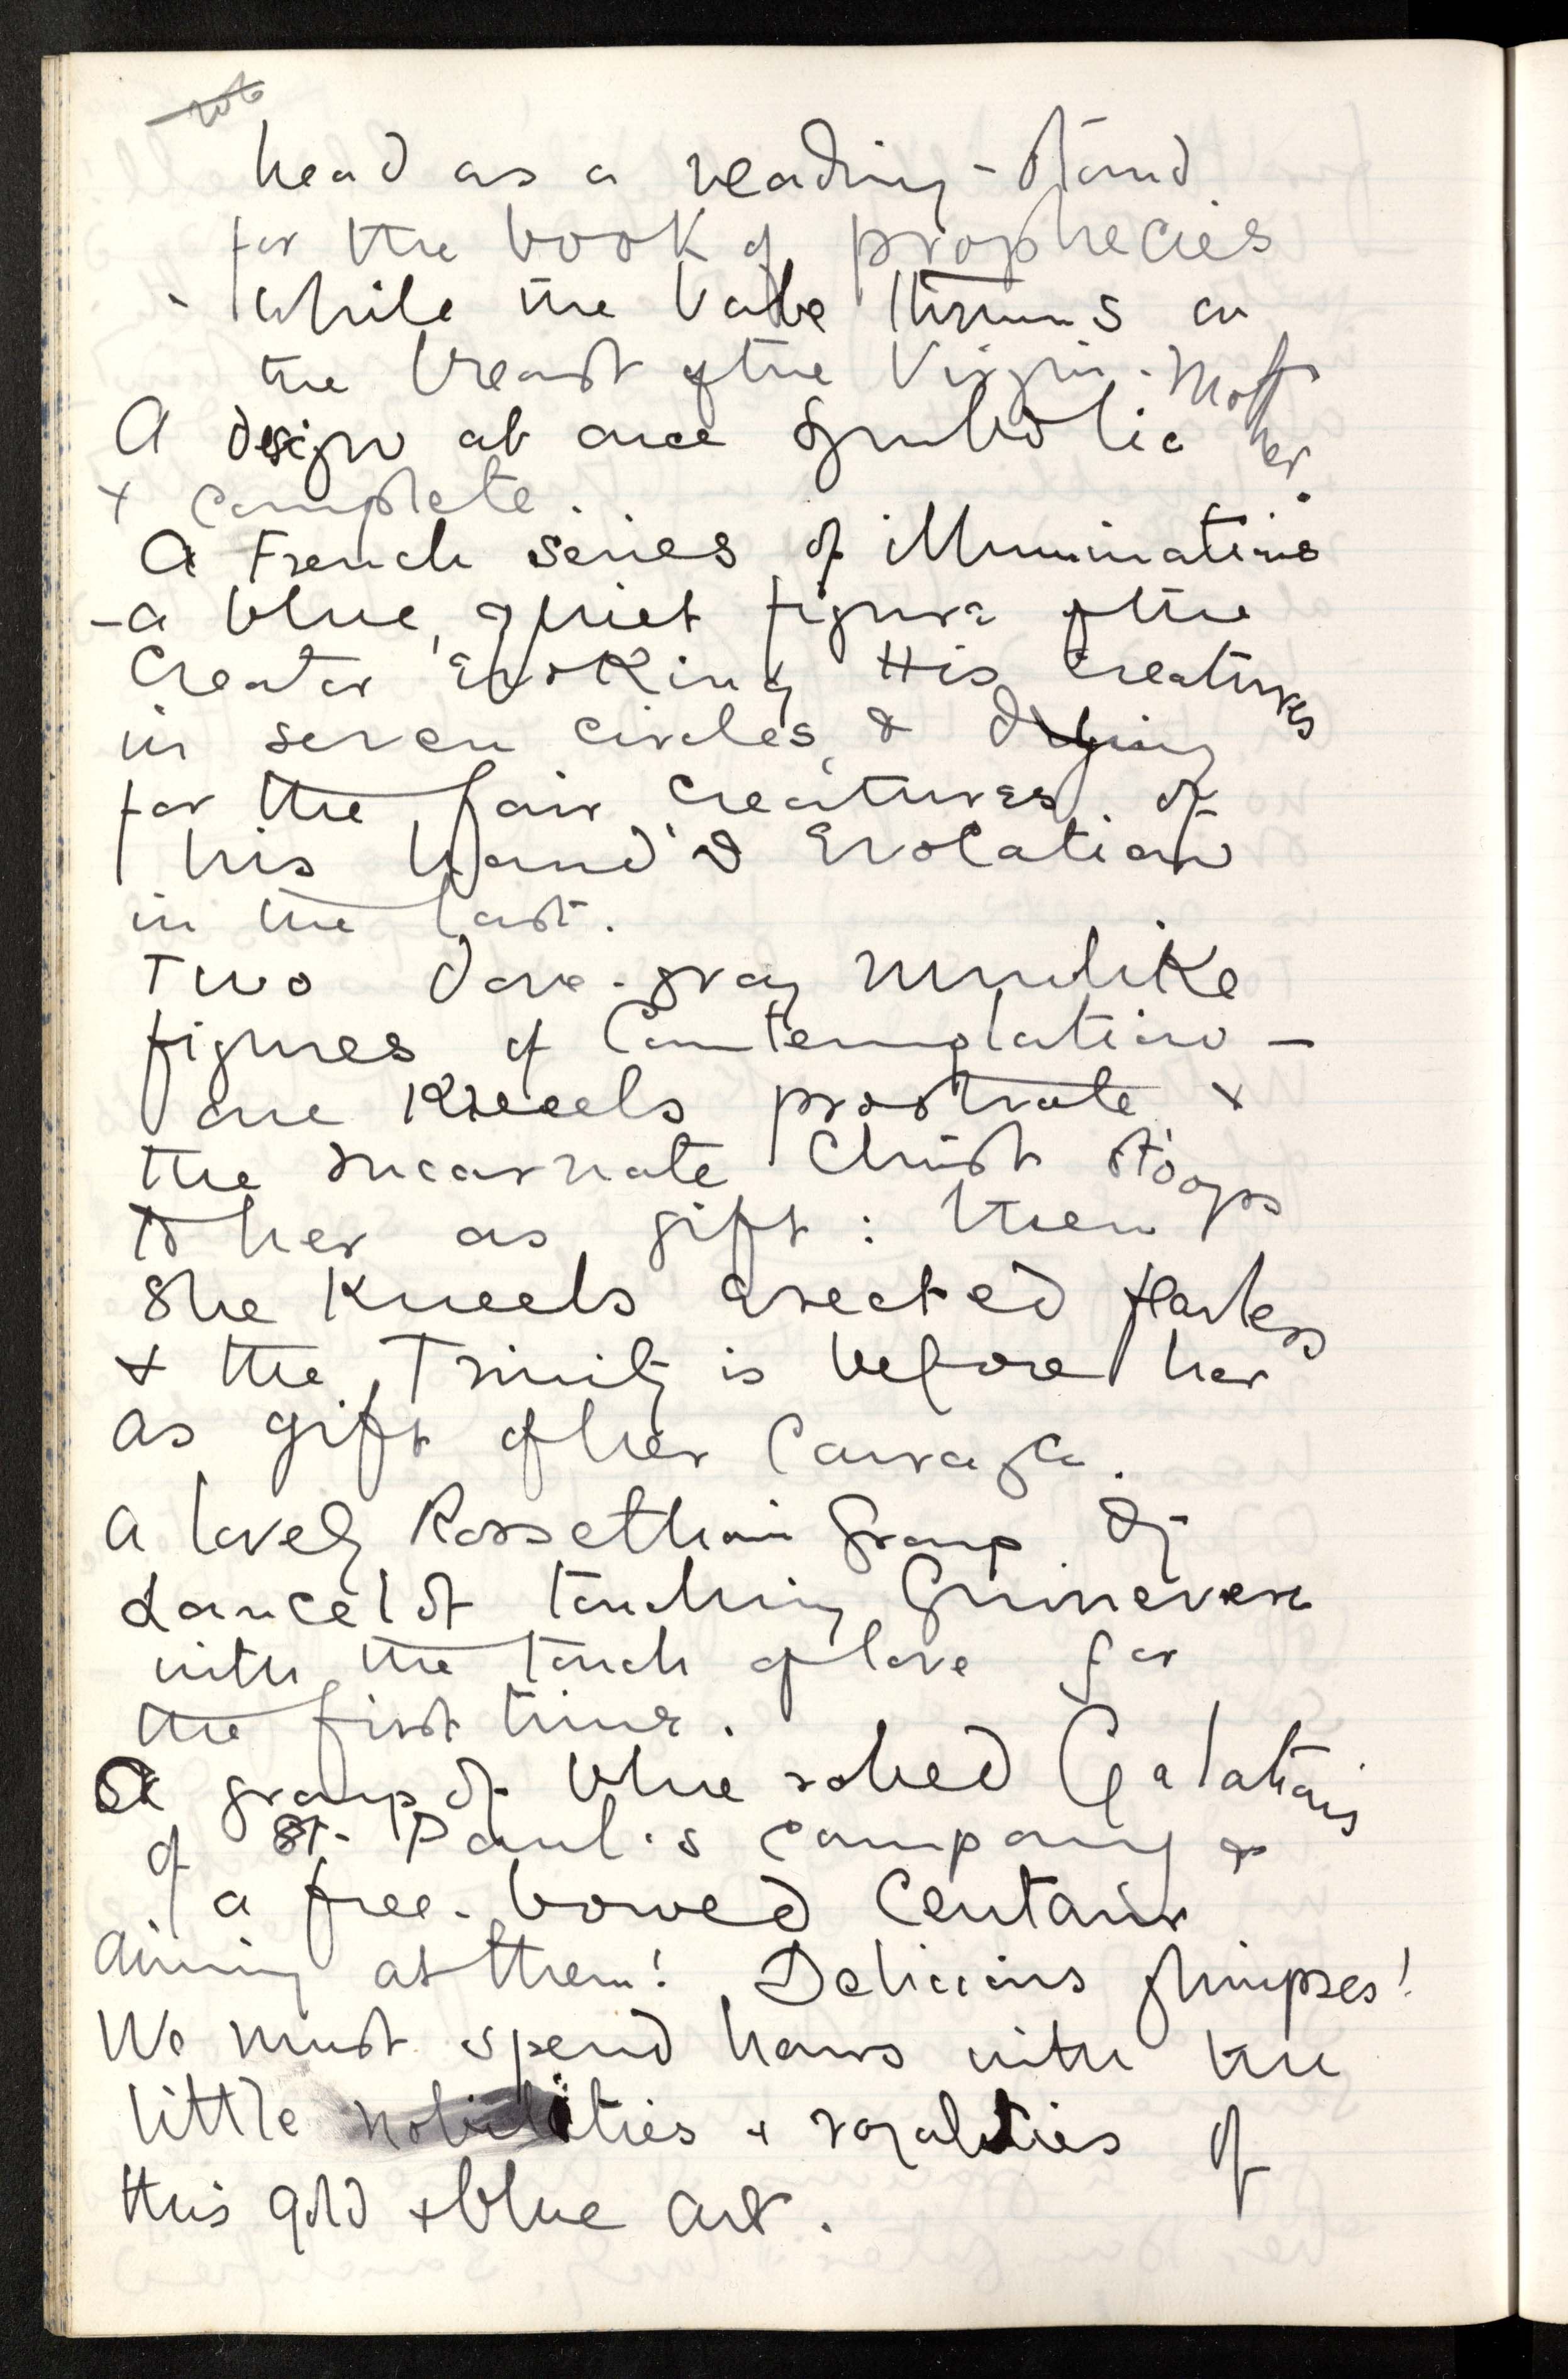 head as a reading-stand
for the book of prophecies
- while the babe thrums on
the breast of the Virgin-Mother.
A design at once symbolic
+ complete.
A French series of illuminations
- a blue, quiet figure of the
Creator evoking His creatures
in seven circles, & dying
for the fair creatures of
his hand's evocation
in the last.
Two dove-gray nunlike
figures of Contemplation -
one kneels prostrate +
the Incarnate Christ stoops
to her as gift: then
she kneels erected fearless
+ the Trinity is before her
as gift of her courage.
A lovely Rossettian group of
Lancelot touching Guinevere
with the touch of love for
the first time.
A group of blue robed Galatians
of St. Paul's company &
of a free-bowed Centaur
aiming at them! Delicious glimpses!
We must spend hours with the
little nobilities + royalties of
this gold + blue art.